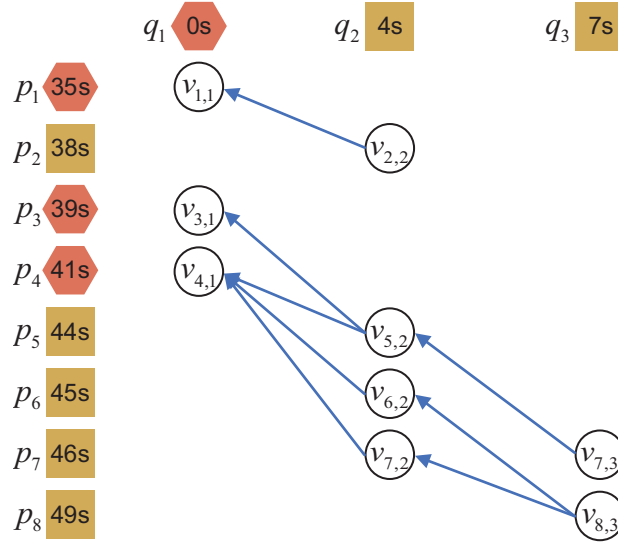 q₁ 0s q₂ 4s q₃ 7s
p₁ 35s v₁,₁
p₂ 38s v₂,₂
p₃ 39s v₃,₁
p₄ 41s v₄,₁
p₅ 44s v₅,₂
p₆ 45s v₆,₂
p₇ 46s v₇,₂ v₇,₃
p₈ 49s v₈,₃